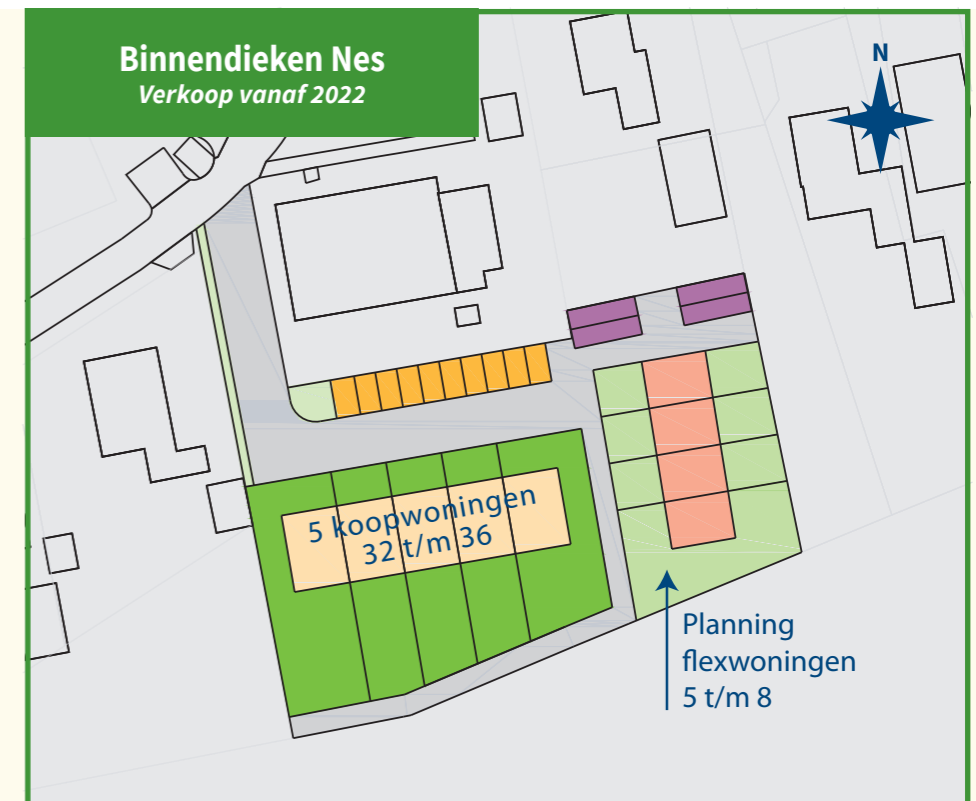 Binnendieken Nes
Verkoop vanaf 2022
N
5 koopwoningen
32 t/m 36
Planning
flexwoningen
5 t/m 8